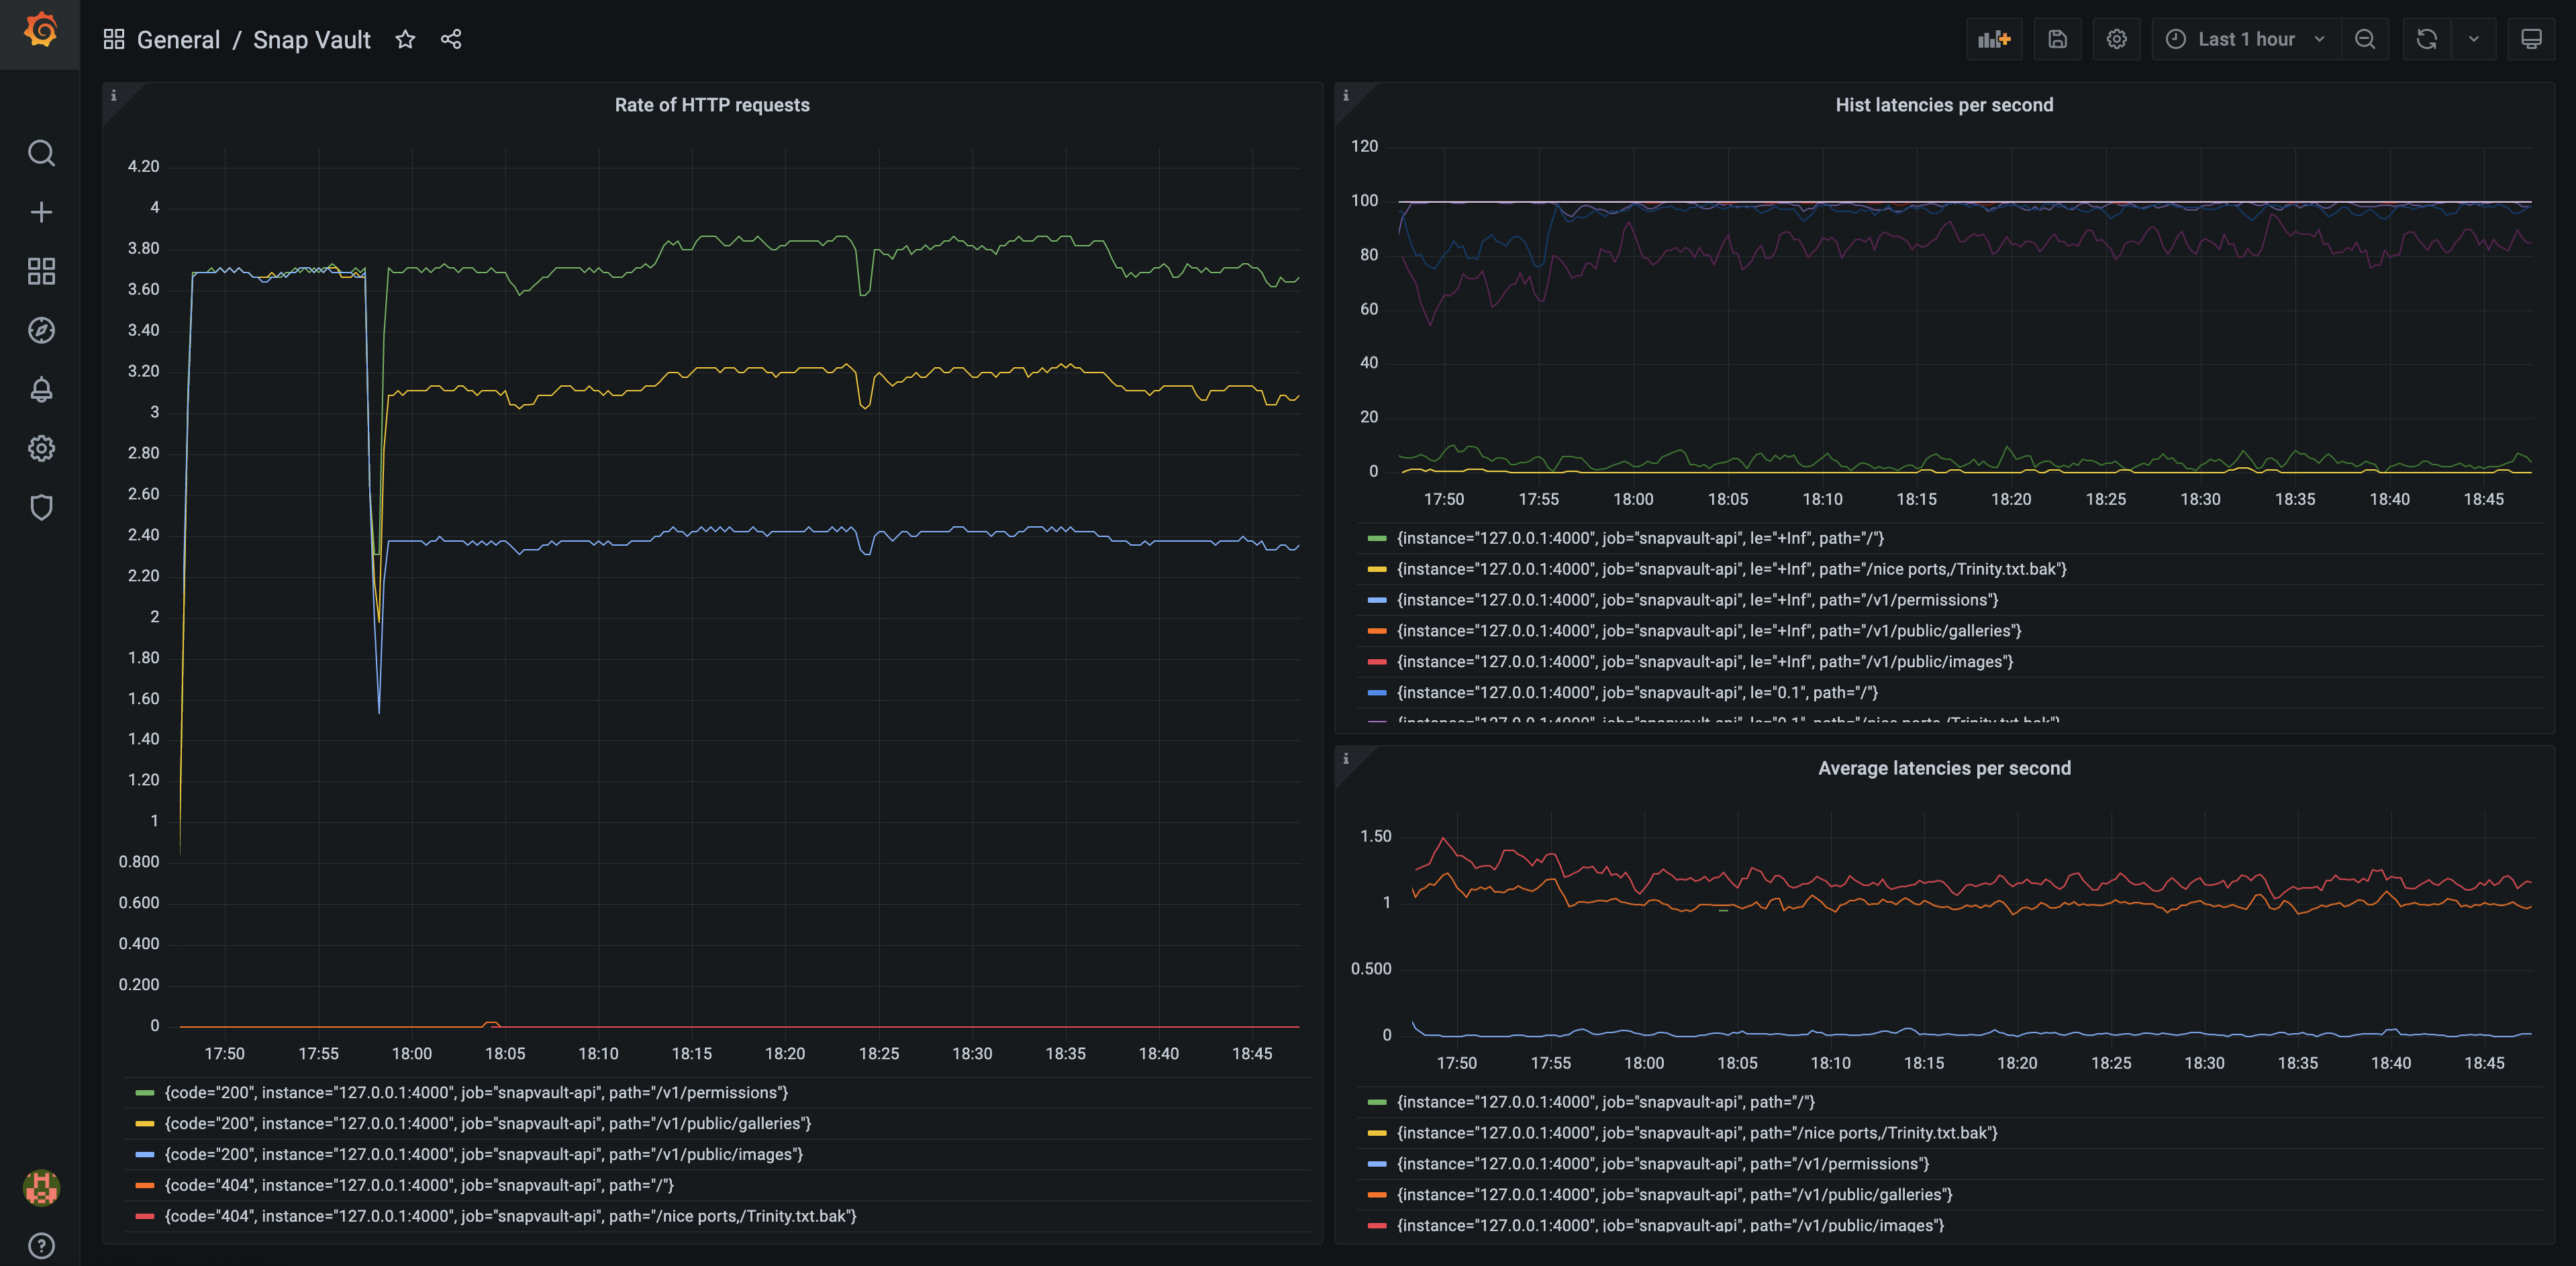 General / Snap Vault
Last 1 hour
Rate of HTTP requests
4.20
4
3.80
3.60
3.40
3.20
3
2.80
2.60
2.40
2.20
2
1.80
1.60
1.40
1.20
1
0.800
0.600
0.400
0.200
0
17:50 17:55 18:00 18:05 18:10 18:15 18:20 18:25 18:30 18:35 18:40 18:45
{code="200", instance="127.0.0.1:4000", job="snapvault-api", path="/v1/permissions"}
{code="200", instance="127.0.0.1:4000", job="snapvault-api", path="/v1/public/galleries"}
{code="200", instance="127.0.0.1:4000", job="snapvault-api", path="/v1/public/images"}
{code="404", instance="127.0.0.1:4000", job="snapvault-api", path="/"}
{code="404", instance="127.0.0.1:4000", job="snapvault-api", path="/nice ports,/Trinity.txt.bak"}
Hist latencies per second
120
100
80
60
40
20
0
17:50 17:55 18:00 18:05 18:10 18:15 18:20 18:25 18:30 18:35 18:40 18:45
{instance="127.0.0.1:4000", job="snapvault-api", le="+Inf", path="/"}
{instance="127.0.0.1:4000", job="snapvault-api", le="+Inf", path="/nice ports,/Trinity.txt.bak"}
{instance="127.0.0.1:4000", job="snapvault-api", le="+Inf", path="/v1/permissions"}
{instance="127.0.0.1:4000", job="snapvault-api", le="+Inf", path="/v1/public/galleries"}
{instance="127.0.0.1:4000", job="snapvault-api", le="+Inf", path="/v1/public/images"}
{instance="127.0.0.1:4000", job="snapvault-api", le="0.1", path="/"}
{instance="127.0.0.1:4000", job="snapvault-api", le="0.1", path="/nice ports,/Trinity.txt.bak"}
Average latencies per second
1.50
1
0.500
0
17:50 17:55 18:00 18:05 18:10 18:15 18:20 18:25 18:30 18:35 18:40 18:45
{instance="127.0.0.1:4000", job="snapvault-api", path="/"}
{instance="127.0.0.1:4000", job="snapvault-api", path="/nice ports,/Trinity.txt.bak"}
{instance="127.0.0.1:4000", job="snapvault-api", path="/v1/permissions"}
{instance="127.0.0.1:4000", job="snapvault-api", path="/v1/public/galleries"}
{instance="127.0.0.1:4000", job="snapvault-api", path="/v1/public/images"}